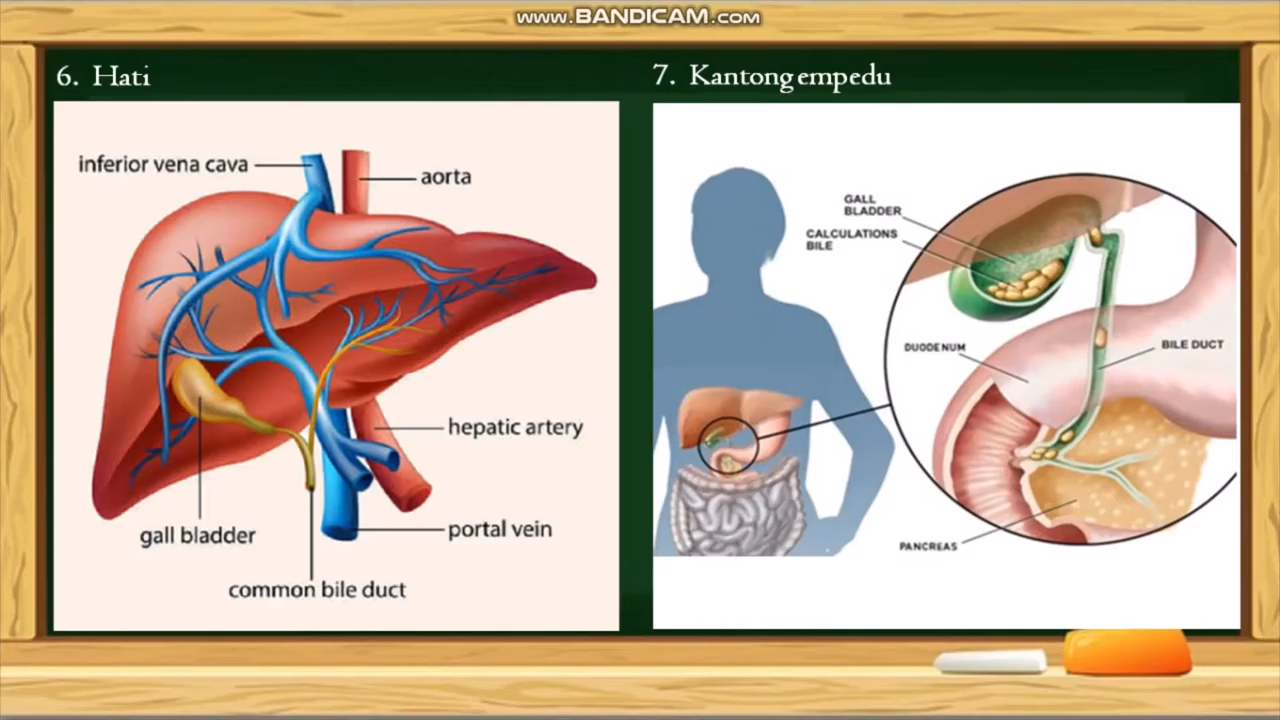 www.BANDICAM.com
6. Hati
inferior vena cava
aorta
hepatic artery
gall bladder
portal vein
common bile duct
7. Kantong empedu
GALL
BLADDER
CALCULATIONS
BILE
DUODENUM
BILE DUCT
PANCREAS